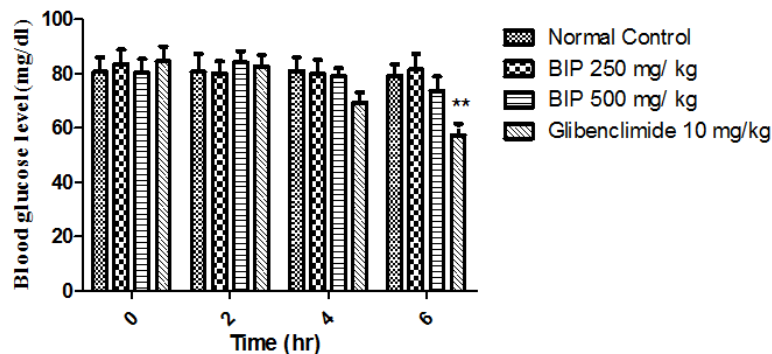 Blood glucose level(mg/dl)
100
80
60
40
20
0
**
0
2
4
6
Time (hr)
Normal Control
BIP 250 mg/ kg
BIP 500 mg/ kg
Glibenclimide 10 mg/kg